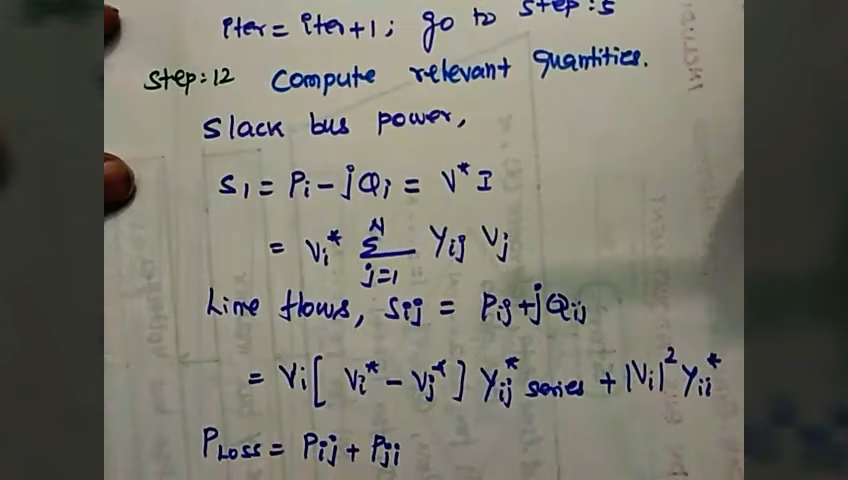 iter = iter+1; go to step:5
Step:12 Compute relevant quantities.
Slack bus power,
S1 = Pi - jQi = V* I
= Vi* N Σ j=1 Yij Vj
Line flows, Sij = Pij + jQij
= Vi [ Vi* - Vj* ] Yij* series + |Vi|² Yii*
PLoss = Pij + Pji